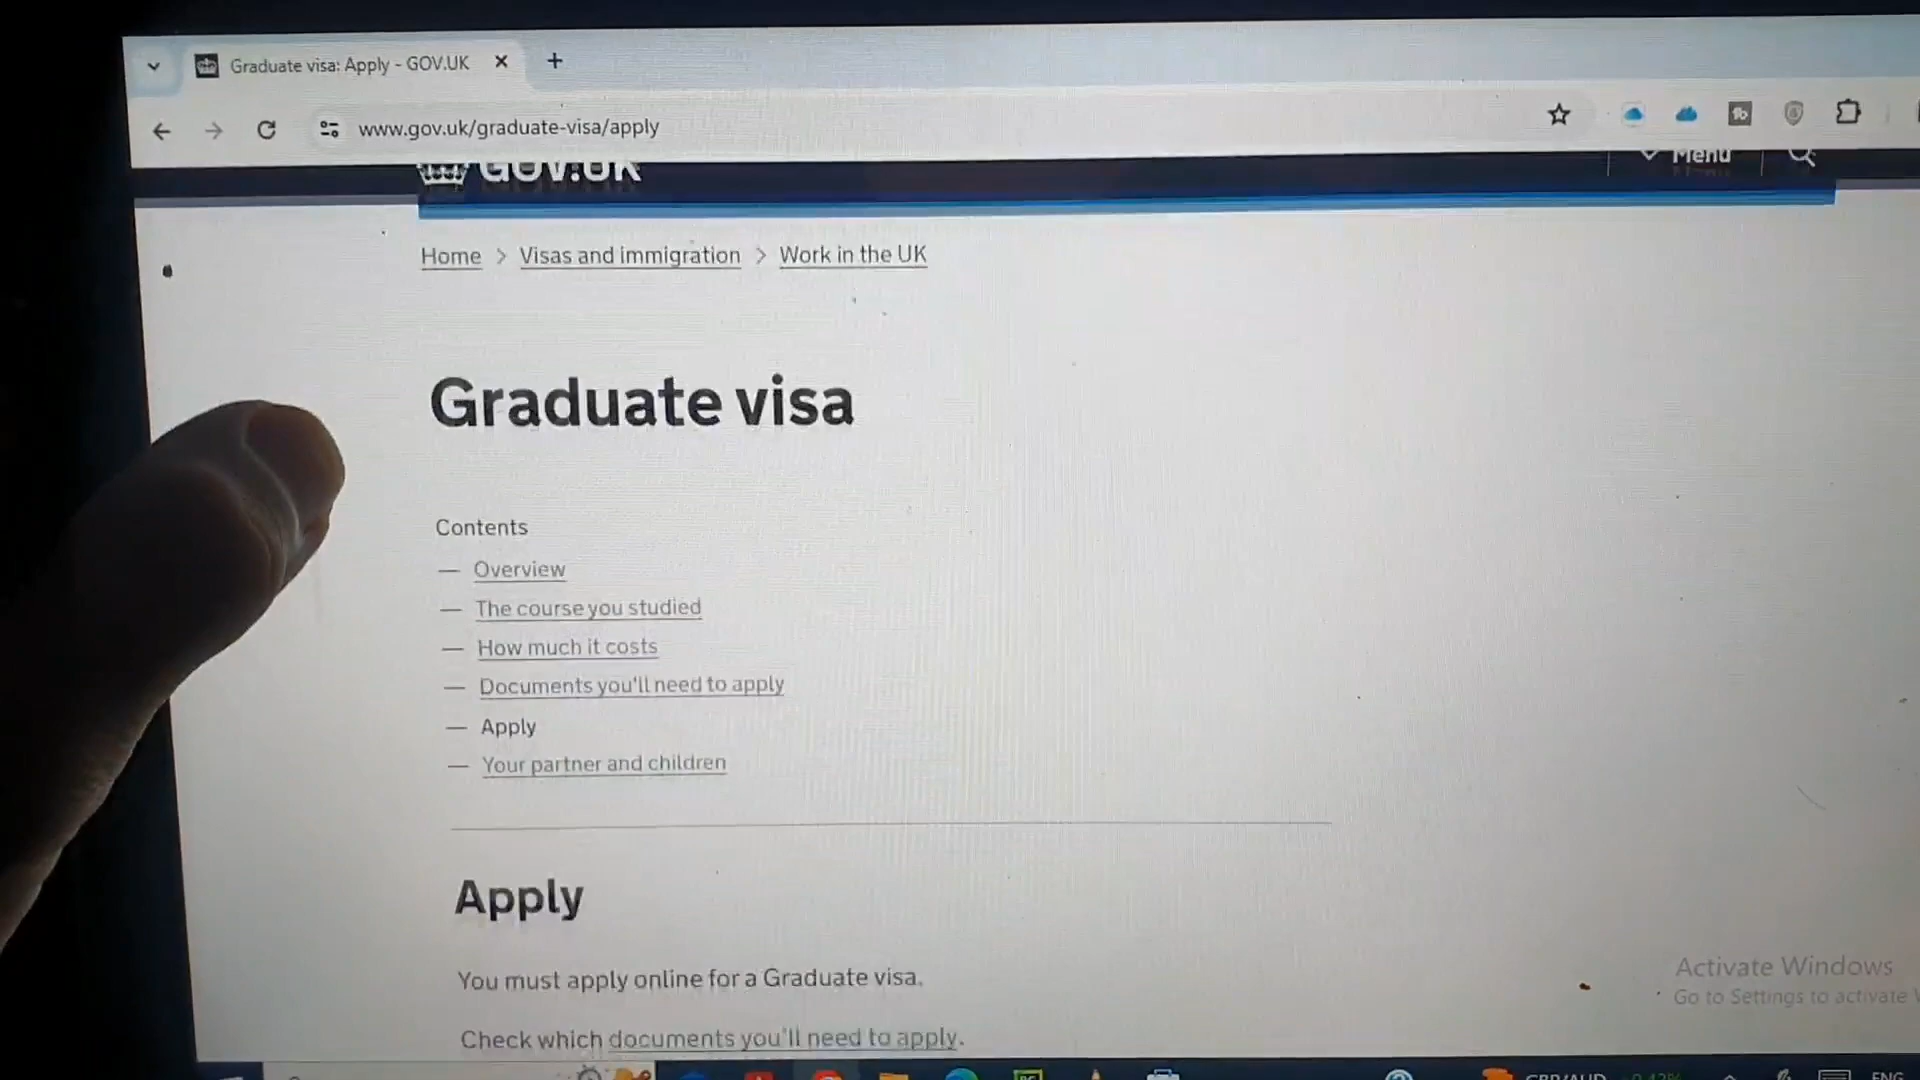 Graduate visa: Apply - GOV.UK
www.gov.uk/graduate-visa/apply
GOV.UK
Menu
Home > Visas and immigration > Work in the UK
Graduate visa
Contents
— Overview
— The course you studied
— How much it costs
— Documents you'll need to apply
— Apply
— Your partner and children
Apply
You must apply online for a Graduate visa.
Check which documents you'll need to apply.
Activate Windows
Go to Settings to activate
GBP/AUD
ENG